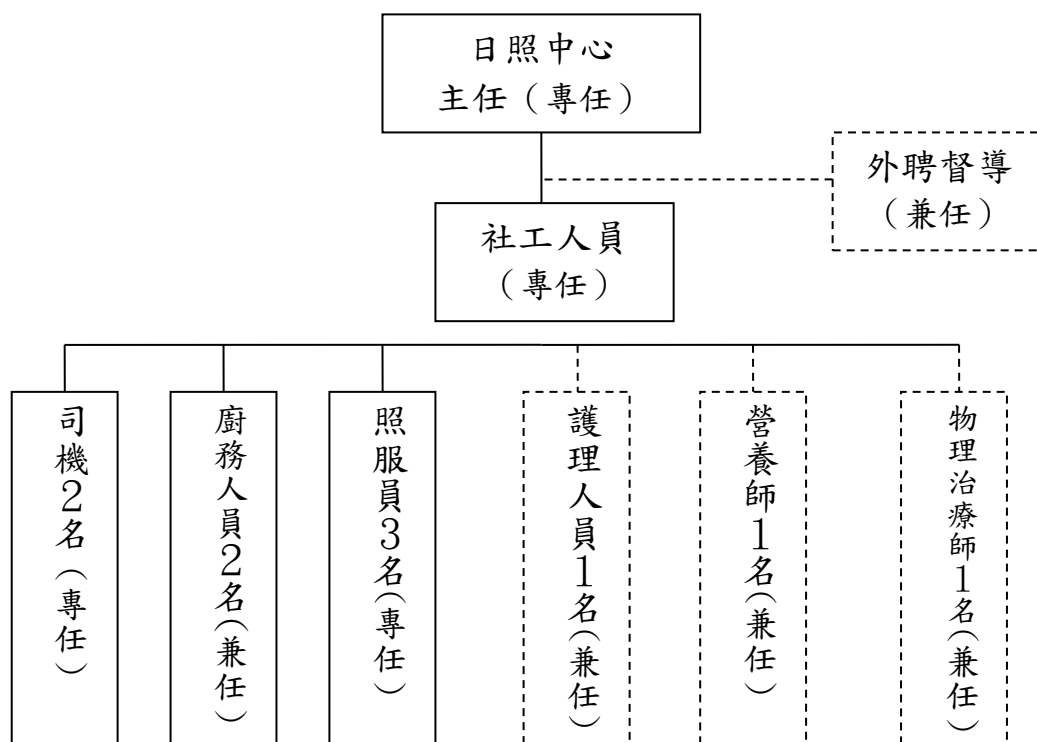 日照中心
主任（專任）
外聘督導
（兼任）
社工人員
（專任）
司機2名（專任）
廚務人員2名(兼任)
照服員3名(專任)
護理人員1名(兼任)
營養師1名(兼任)
物理治療師1名(兼任)